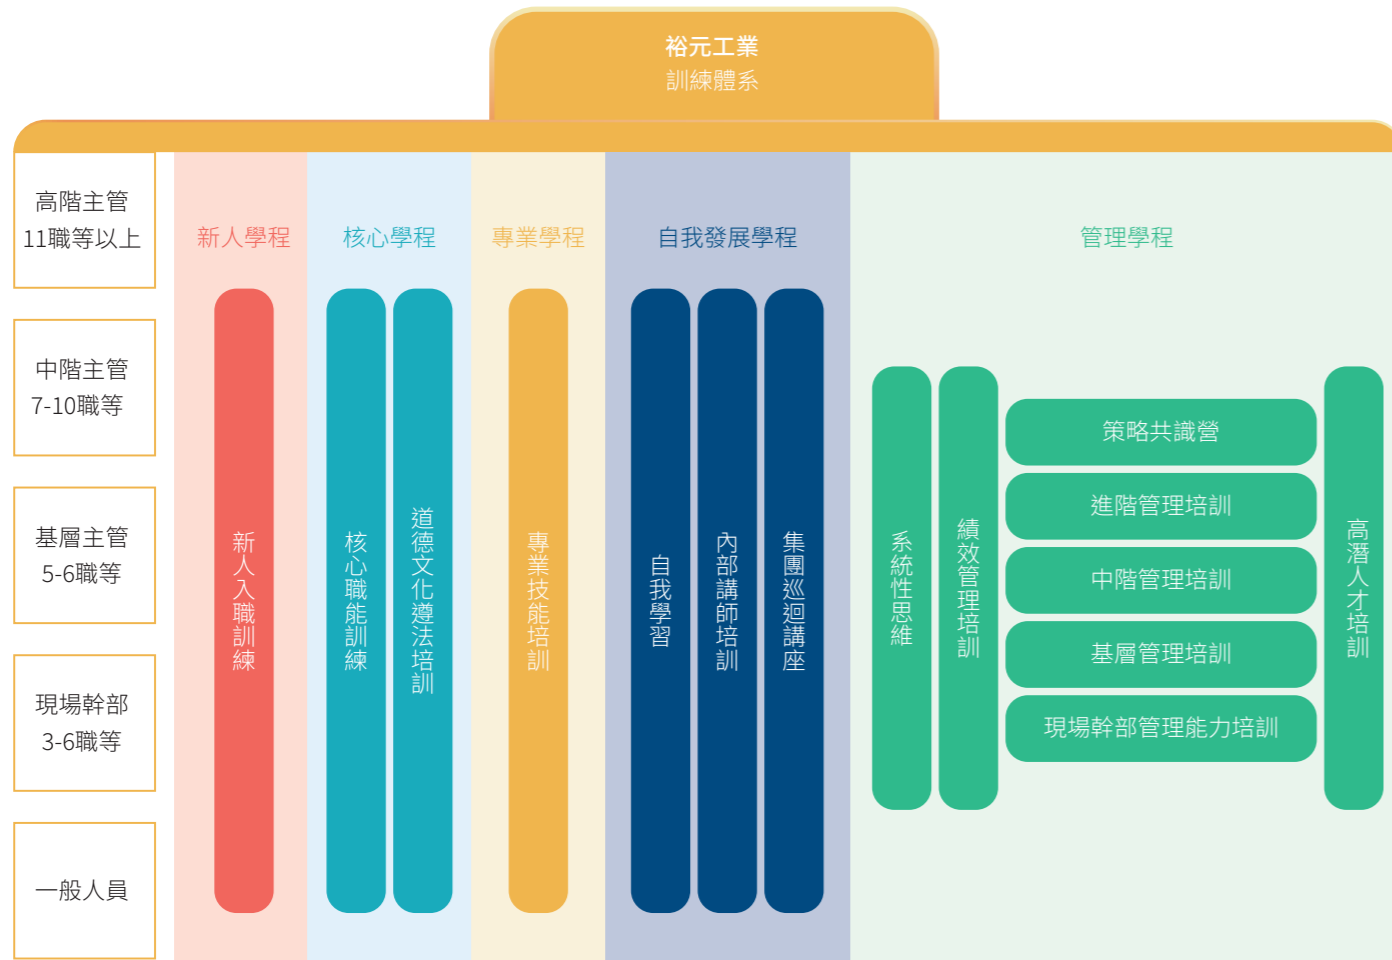 裕元工業
訓練體系
高階主管
11職等以上
中階主管
7-10職等
基層主管
5-6職等
現場幹部
3-6職等
一般人員
新人學程
新人入職訓練
核心學程
核心職能訓練
道德文化遵法培訓
專業學程
專業技能培訓
自我發展學程
自我學習
內部講師培訓
集團巡迴講座
管理學程
系統性思維
績效管理培訓
策略共識營
進階管理培訓
中階管理培訓
基層管理培訓
現場幹部管理能力培訓
高潛人才培訓